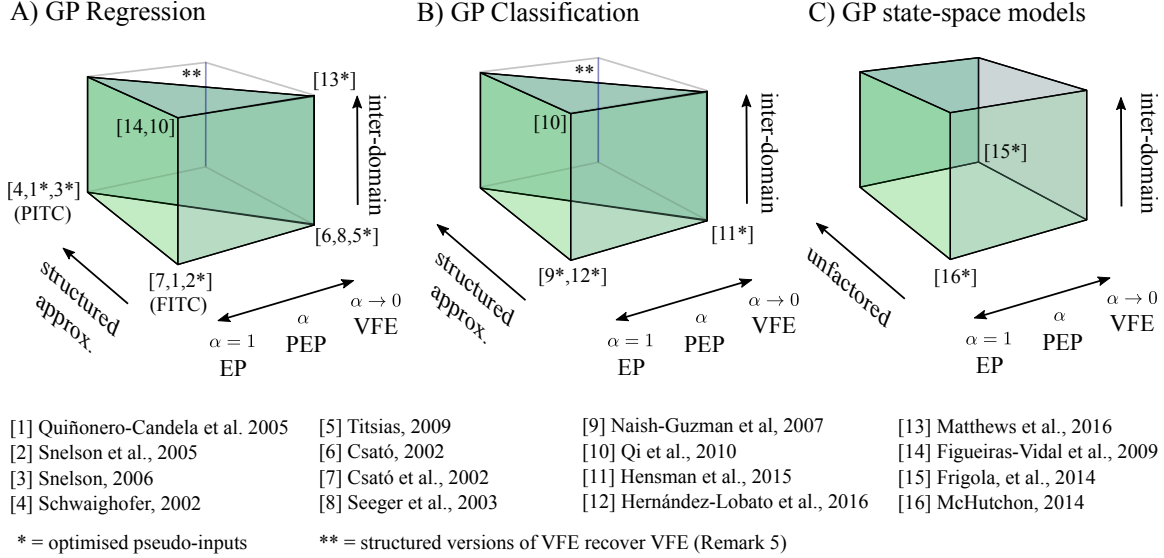 A) GP Regression
B) GP Classification
C) GP state-space models
**
[13*]
[14,10]
inter-domain
[4,1*,3*]
(PITC)
[6,8,5*]
[7,1,2*]
(FITC)
structured
approx.
α = 1
EP
α
PEP
α → 0
VFE
**
[10]
inter-domain
[11*]
[9*,12*]
structured
approx.
α = 1
EP
α
PEP
α → 0
VFE
[15*]
inter-domain
[16*]
unfactored
α = 1
EP
α
PEP
α → 0
VFE
[1] Quiñonero-Candela et al. 2005
[2] Snelson et al., 2005
[3] Snelson, 2006
[4] Schwaighofer, 2002
[5] Titsias, 2009
[6] Csató, 2002
[7] Csató et al., 2002
[8] Seeger et al., 2003
[9] Naish-Guzman et al, 2007
[10] Qi et al., 2010
[11] Hensman et al., 2015
[12] Hernández-Lobato et al., 2016
[13] Matthews et al., 2016
[14] Figueiras-Vidal et al., 2009
[15] Frigola, et al., 2014
[16] McHutchon, 2014
* = optimised pseudo-inputs
** = structured versions of VFE recover VFE (Remark 5)